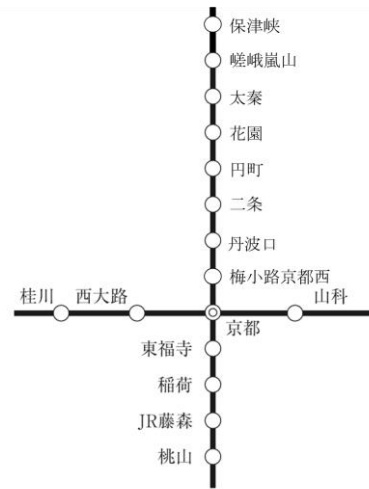 保津峡
嵯峨嵐山
太秦
花園
円町
二条
丹波口
梅小路京都西
桂川
西大路
山科
京都
東福寺
稲荷
JR藤森
桃山